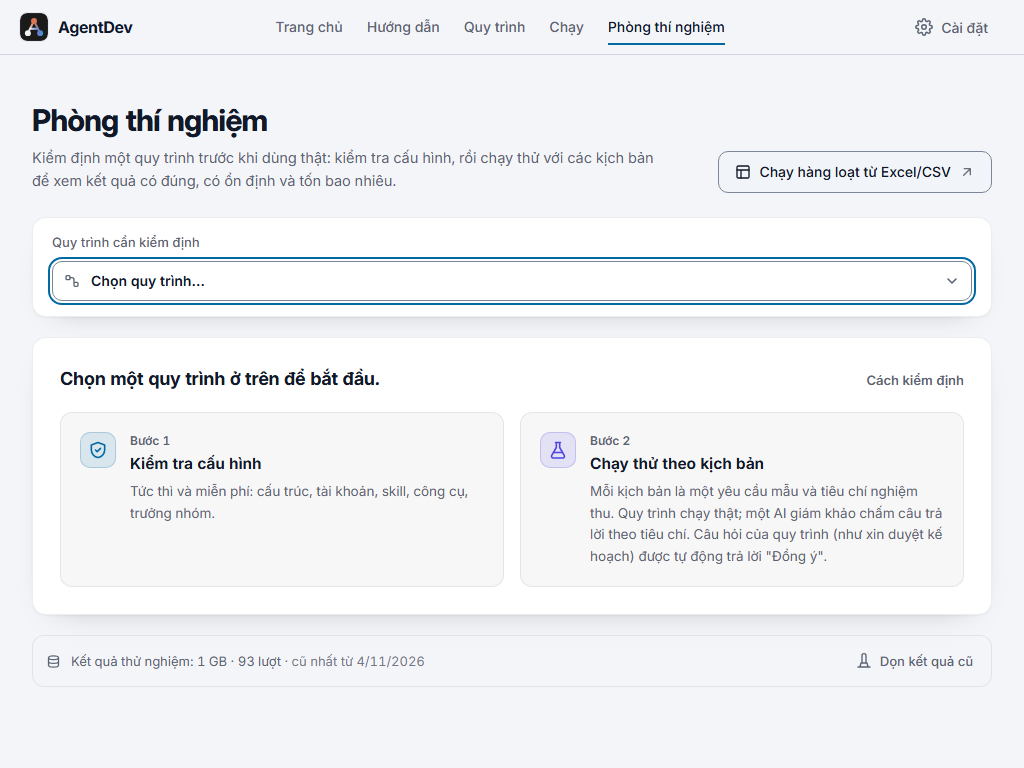 AgentDev
Trang chủ
Hướng dẫn
Quy trình
Chạy
Phòng thí nghiệm
Cài đặt
Phòng thí nghiệm
Kiểm định một quy trình trước khi dùng thật: kiểm tra cấu hình, rồi chạy thử với các kịch bản
để xem kết quả có đúng, có ổn định và tốn bao nhiêu.
Chạy hàng loạt từ Excel/CSV
Quy trình cần kiểm định
Chọn quy trình...
Chọn một quy trình ở trên để bắt đầu.
Cách kiểm định
Bước 1
Kiểm tra cấu hình
Tức thì và miễn phí: cấu trúc, tài khoản, skill, công cụ,
trưởng nhóm.
Bước 2
Chạy thử theo kịch bản
Mỗi kịch bản là một yêu cầu mẫu và tiêu chí nghiệm
thu. Quy trình chạy thật; một AI giám khảo chấm câu trả
lời theo tiêu chí. Câu hỏi của quy trình (như xin duyệt kế
hoạch) được tự động trả lời "Đồng ý".
Kết quả thử nghiệm: 1 GB · 93 lượt · cũ nhất từ 4/11/2026
Dọn kết quả cũ